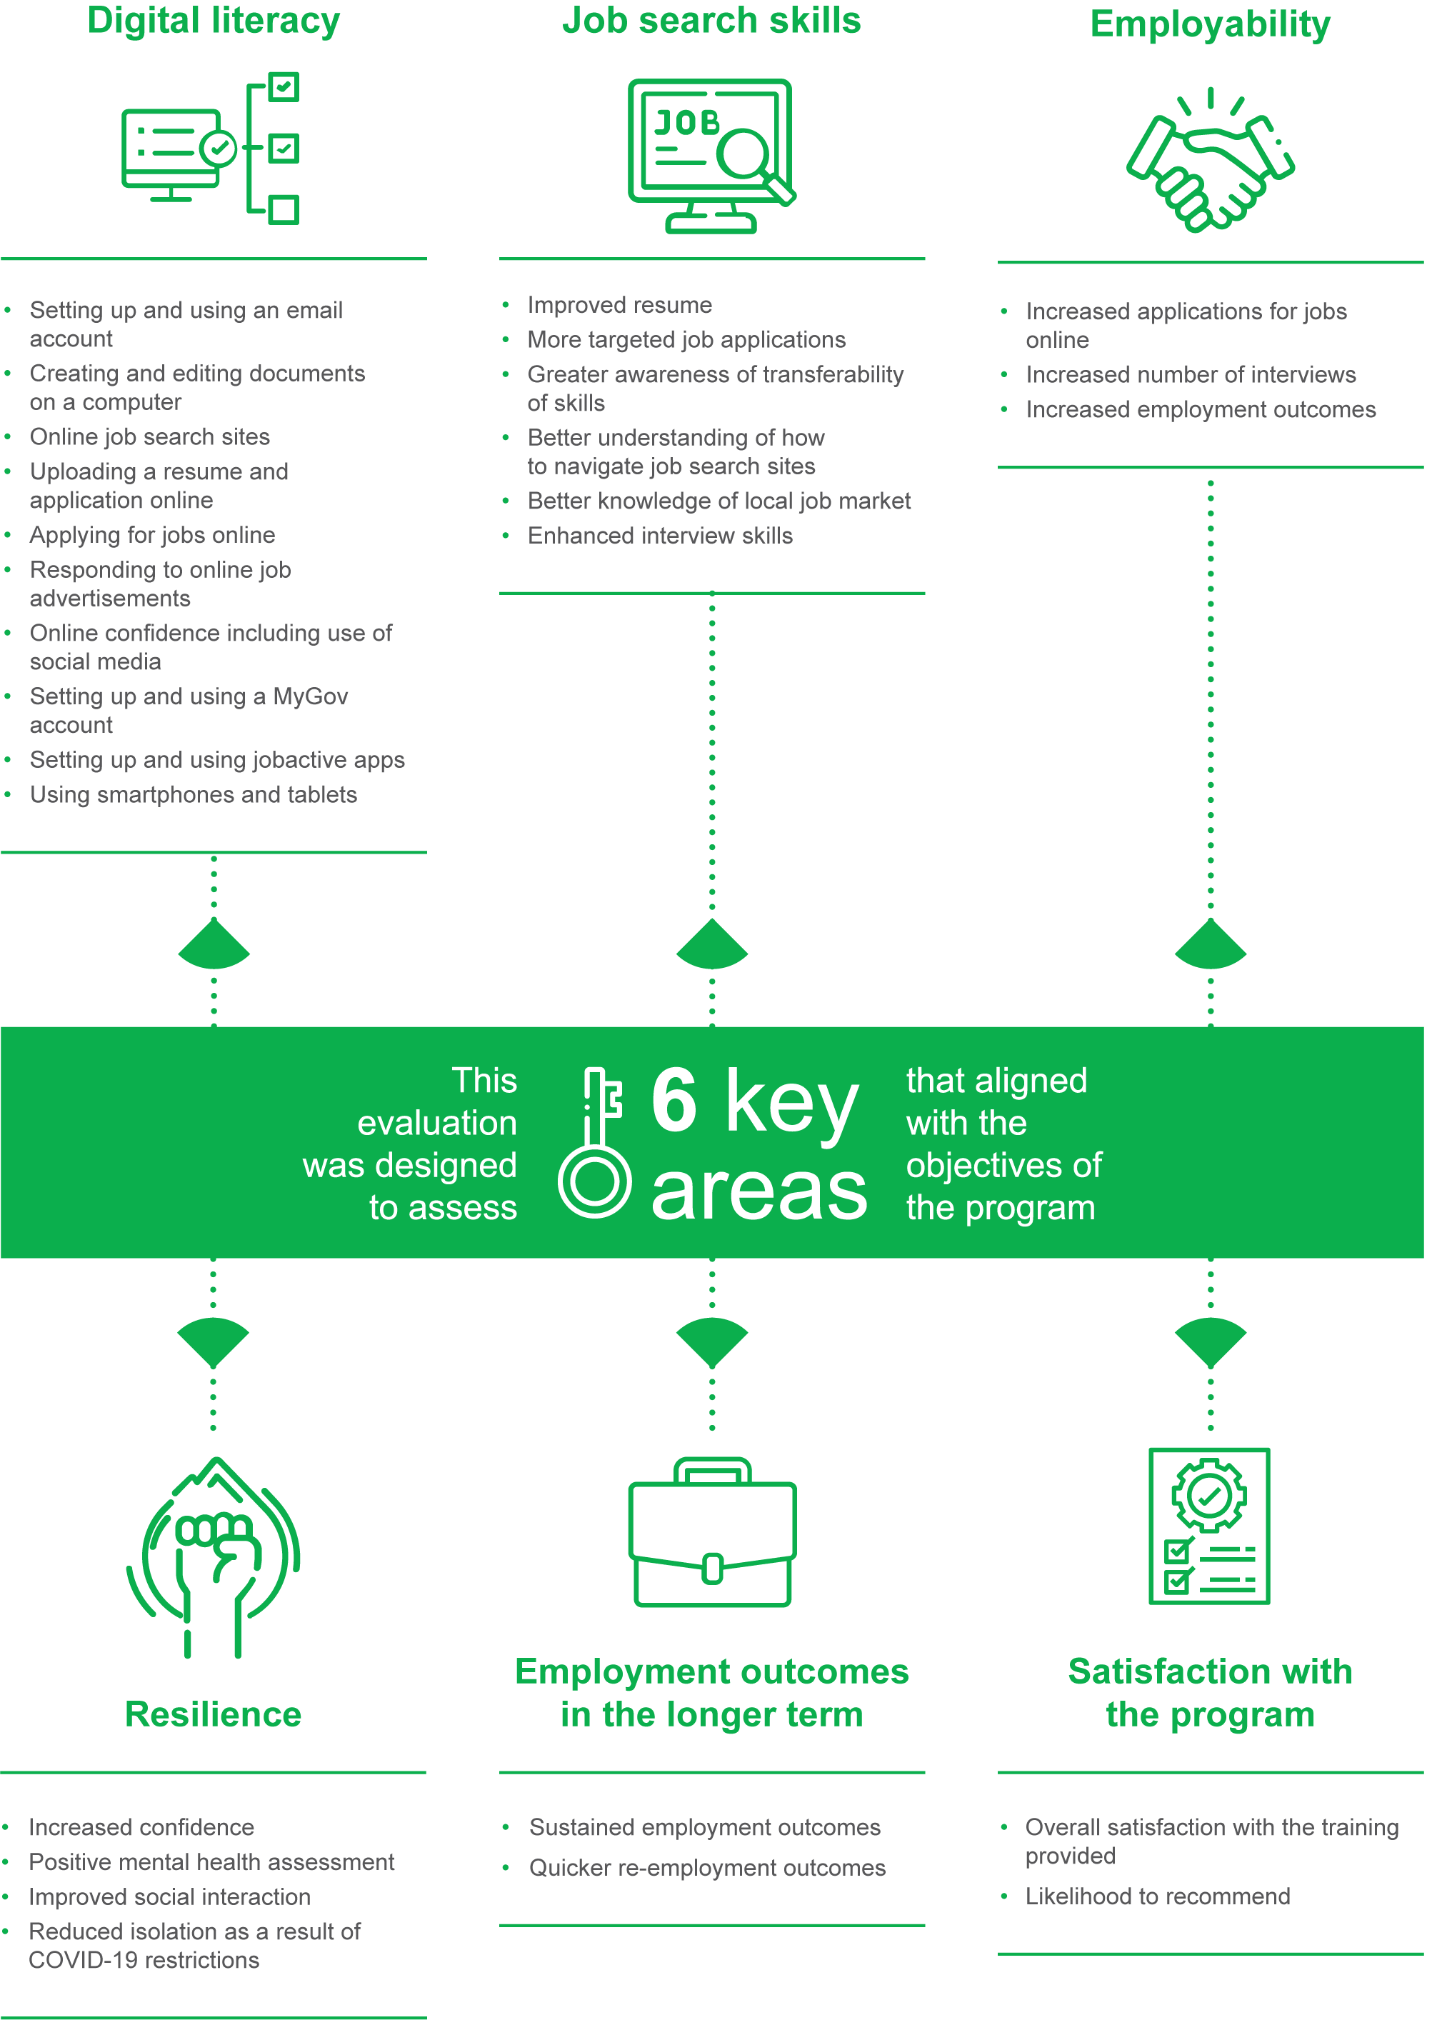 Digital literacy
• Setting up and using an email
account
• Creating and editing documents
on a computer
• Online job search sites
• Uploading a resume and
application online
• Applying for jobs online
• Responding to online job
advertisements
• Online confidence including use of
social media
• Setting up and using a MyGov
account
• Setting up and using jobactive apps
• Using smartphones and tablets
Job search skills
JOB
• Improved resume
• More targeted job applications
• Greater awareness of transferability
of skills
• Better understanding of how
to navigate job search sites
• Better knowledge of local job market
• Enhanced interview skills
Employability
• Increased applications for jobs
online
• Increased number of interviews
• Increased employment outcomes
This
evaluation
was designed
to assess
6 key
areas
that aligned
with the
objectives of
the program
Resilience
• Increased confidence
• Positive mental health assessment
• Improved social interaction
• Reduced isolation as a result of
COVID-19 restrictions
Employment outcomes
in the longer term
• Sustained employment outcomes
• Quicker re-employment outcomes
Satisfaction with
the program
• Overall satisfaction with the training
provided
• Likelihood to recommend